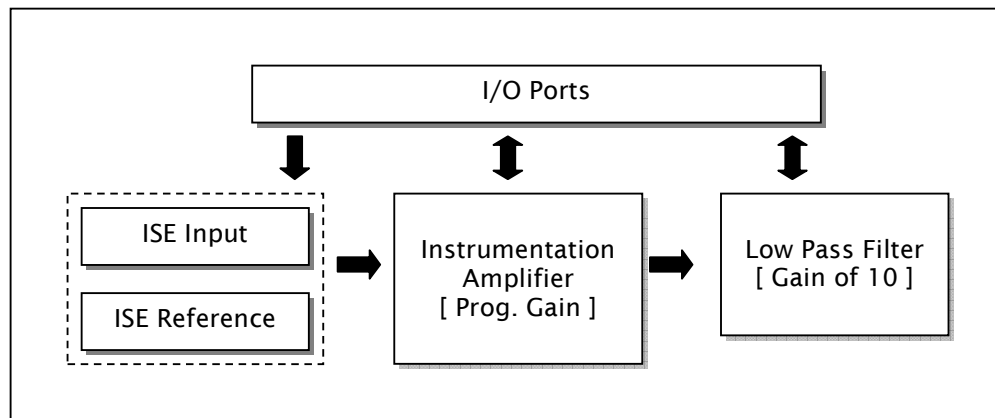 I/O Ports
ISE Input
ISE Reference
Instrumentation
Amplifier
[ Prog. Gain ]
Low Pass Filter
[ Gain of 10 ]